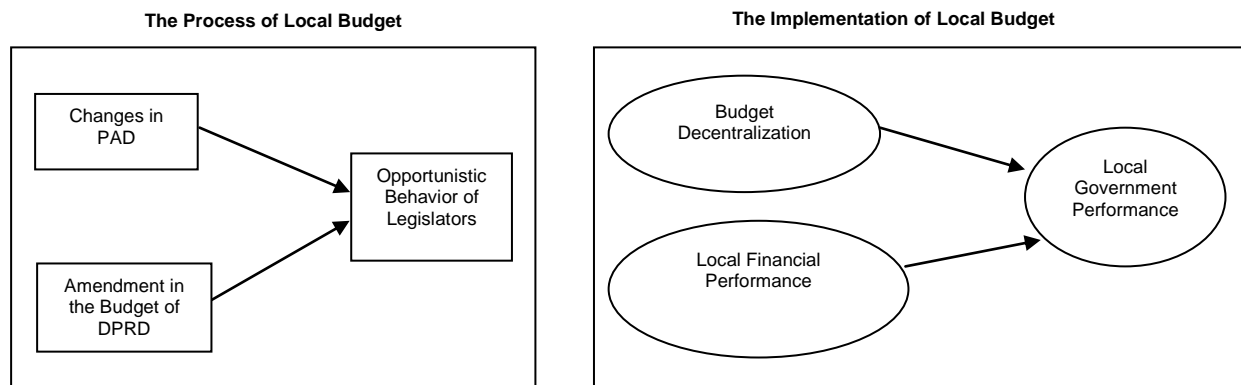 The Process of Local Budget
Changes in
PAD
Opportunistic
Behavior of
Legislators
Amendment in
the Budget of
DPRD
The Implementation of Local Budget
Budget
Decentralization
Local
Government
Performance
Local Financial
Performance